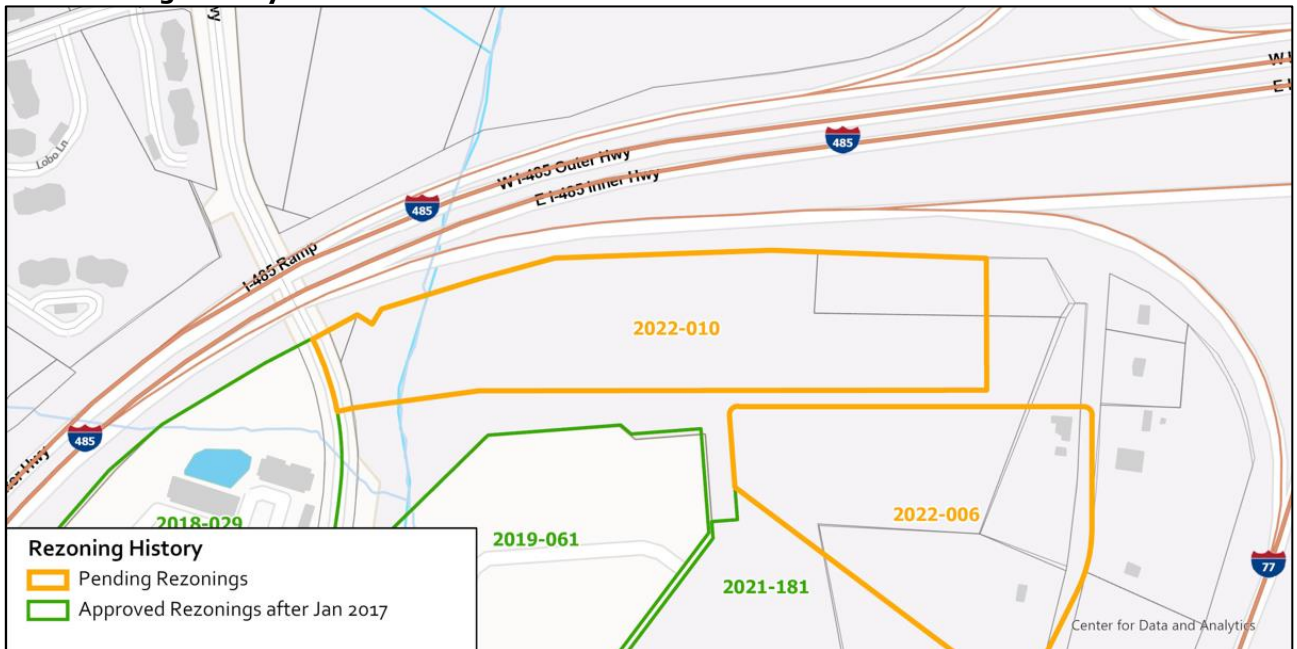 Lobo Ln
485
W I-485 Outer Hwy
E I-485 Inner Hwy
485
I-485 Ramp
2022-010
485
2018-029
2019-061
2022-006
2021-181
77
Rezoning History
Pending Rezonings
Approved Rezonings after Jan 2017
Center for Data and Analytics